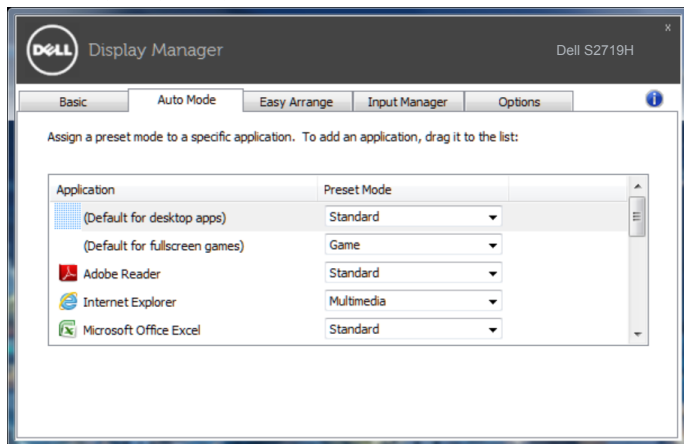 x
DELL Display Manager Dell S2719H
Basic Auto Mode Easy Arrange Input Manager Options
Assign a preset mode to a specific application. To add an application, drag it to the list:
Application Preset Mode
(Default for desktop apps) Standard
(Default for fullscreen games) Game
Adobe Reader Standard
Internet Explorer Multimedia
Microsoft Office Excel Standard